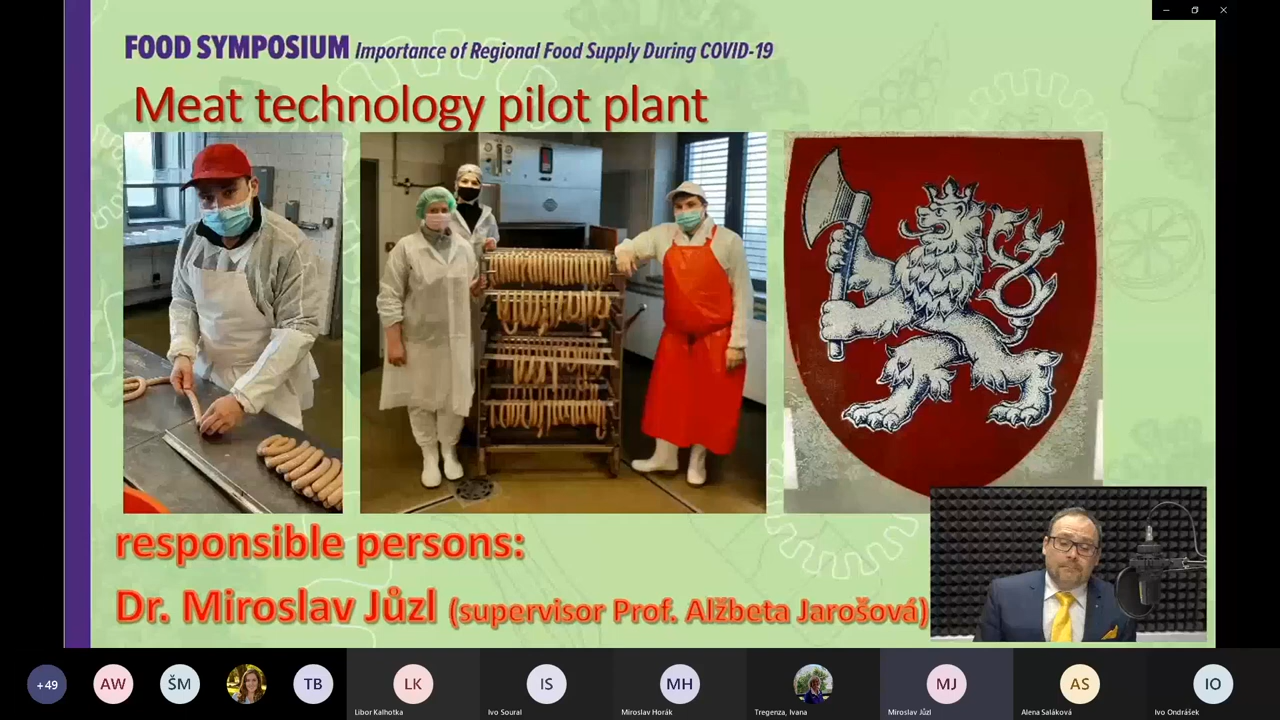 FOOD SYMPOSIUM Importance of Regional Food Supply During COVID-19
Meat technology pilot plant
responsible persons:
Dr. Miroslav Jůzl (supervisor Prof. Alžbeta Jarošová)
+49
AW
ŠM
TB
LK
Libor Kalhotka
IS
Ivo Soural
MH
Miroslav Horák
Tregenza, Ivana
MJ
Miroslav Jůzl
AS
Alena Saláková
IO
Ivo Ondrášek